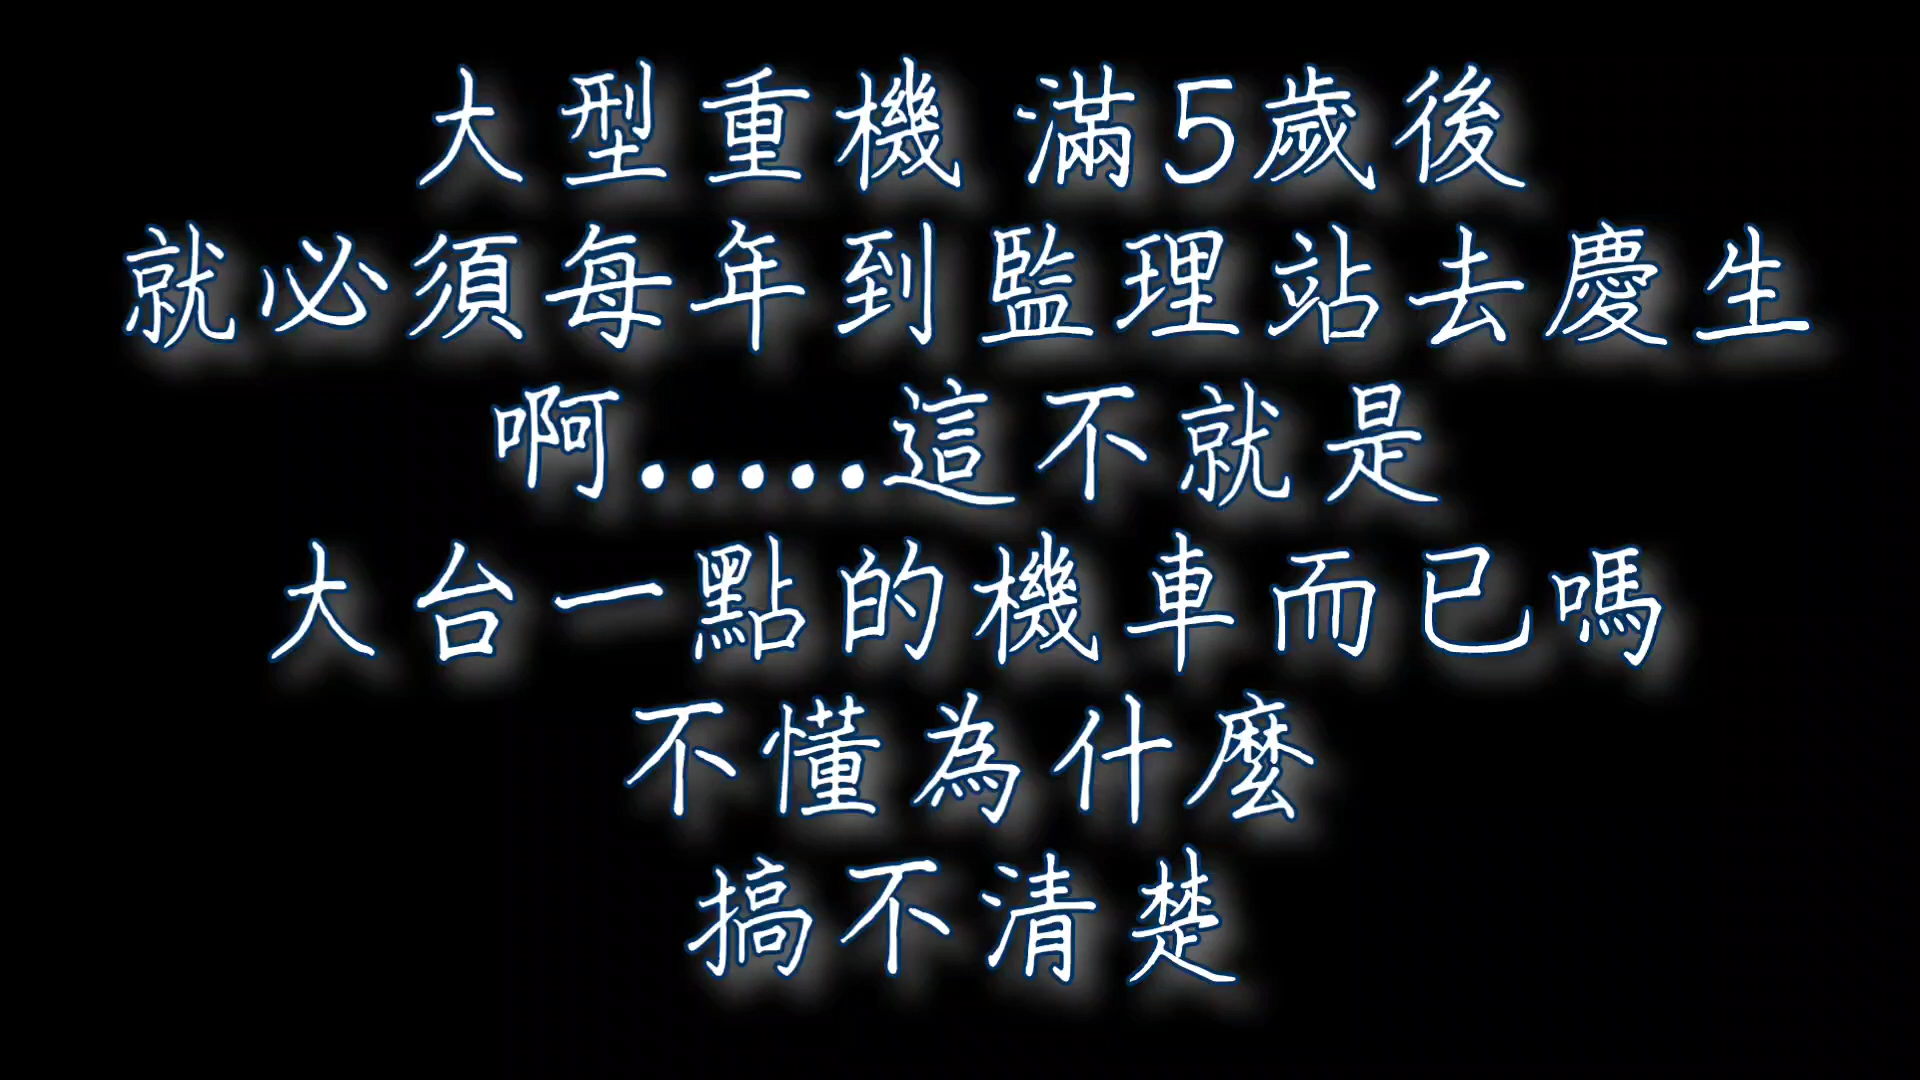 大型重機 滿5歲後
就必須每年到監理站去慶生
啊.....這不就是
大台一點的機車而已嗎
不懂為什麼
搞不清楚